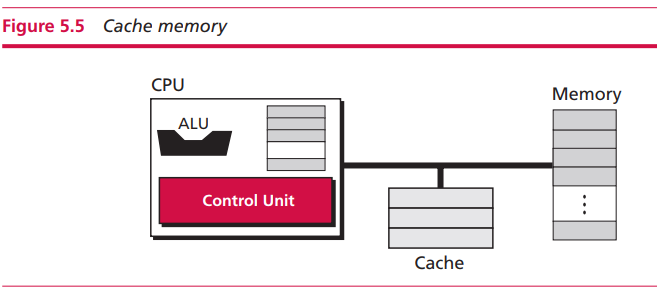 Figure 5.5 Cache memory
CPU
Memory
ALU
Control Unit
Cache